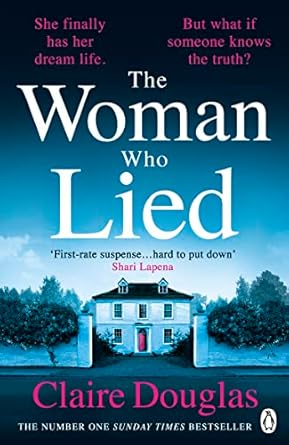 She finally
has her
dream life.
But what if
someone knows
the truth?
The
Woman
Who
Lied
‘First-rate suspense...hard to put down’
Shari Lapena
Claire Douglas
THE NUMBER ONE SUNDAY TIMES BESTSELLER